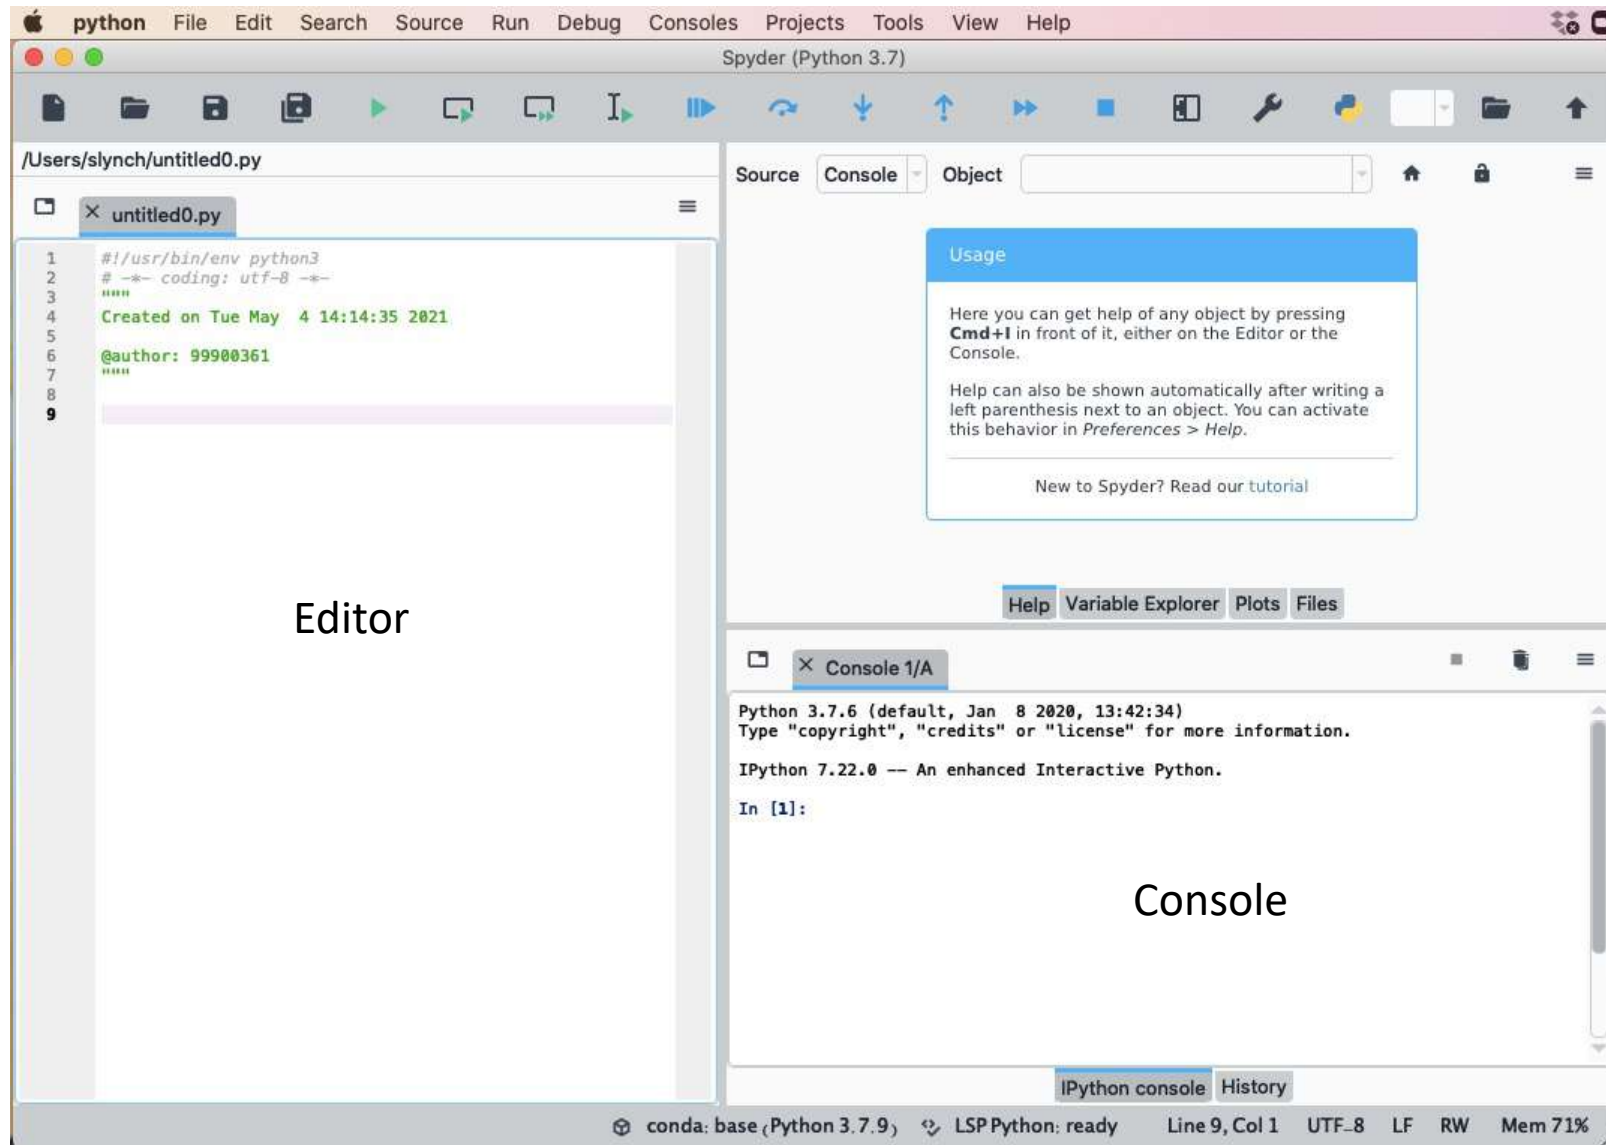 python File Edit Search Source Run Debug Consoles Projects Tools View Help
Spyder (Python 3.7)
/Users/slynch/untitled0.py
untitled0.py
1 #!/usr/bin/env python3
2 # -*- coding: utf-8 -*-
3 """
4 Created on Tue May  4 14:14:35 2021
5
6 @author: 99900361
7 """
8
9
Editor
Source Console Object
Usage
Here you can get help of any object by pressing
Cmd+I in front of it, either on the Editor or the
Console.
Help can also be shown automatically after writing a
left parenthesis next to an object. You can activate
this behavior in Preferences > Help.
New to Spyder? Read our tutorial
Help Variable Explorer Plots Files
Console 1/A
Python 3.7.6 (default, Jan  8 2020, 13:42:34)
Type "copyright", "credits" or "license" for more information.
IPython 7.22.0 -- An enhanced Interactive Python.
In [1]:
Console
IPython console History
conda: base (Python 3.7.9) LSP Python: ready Line 9, Col 1 UTF-8 LF RW Mem 71%